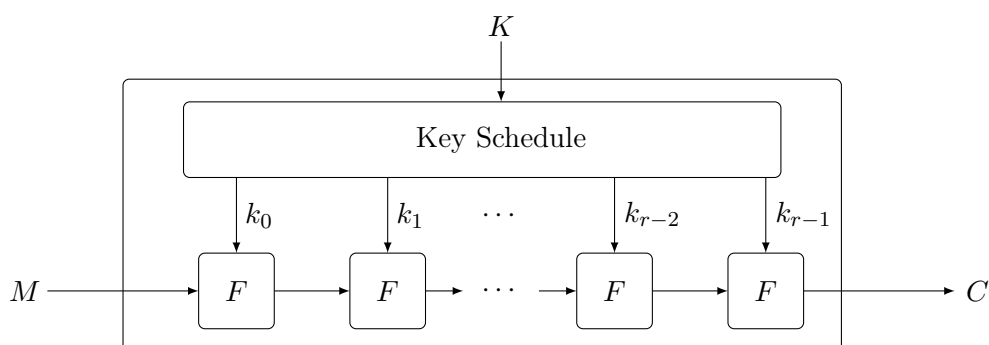 K
Key Schedule
k₀ k₁ ⋯ kᵣ₋₂ kᵣ₋₁
M F F ⋯ F F C